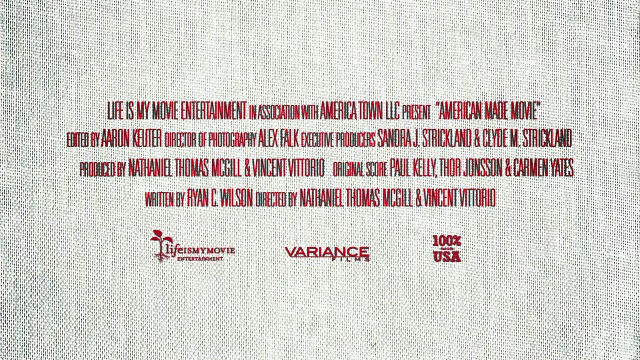 LIFE IS MY MOVIE ENTERTAINMENT IN ASSOCIATION WITH AMERICA TOWN LLC PRESENT "AMERICAN MADE MOVIE"
EDITED BY AARON KEUTER DIRECTOR OF PHOTOGRAPHY ALEX FALK EXECUTIVE PRODUCERS SANDRA J. STRICKLAND & CLYDE M. STRICKLAND
PRODUCED BY NATHANIEL THOMAS MCGILL & VINCENT VITTORIO ORIGINAL SCORE PAUL KELLY, THOR JONSSON & CARMEN YATES
WRITTEN BY RYAN C. WILSON DIRECTED BY NATHANIEL THOMAS MCGILL & VINCENT VITTORIO
lifeISMYMOVIE
ENTERTAINMENT
VARIANCE
FILMS
100%
USA